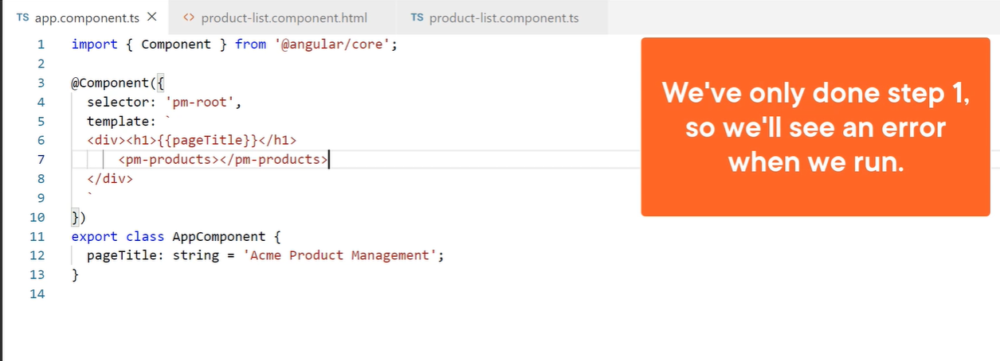 TS app.component.ts × <> product-list.component.html TS product-list.component.ts
1 import { Component } from '@angular/core';
2
3 @Component({
4 selector: 'pm-root',
5 template: `
6 <div><h1>{{pageTitle}}</h1>
7 <pm-products></pm-products>
8 </div>
9 `
10 })
11 export class AppComponent {
12 pageTitle: string = 'Acme Product Management';
13 }
14
We've only done step 1,
so we'll see an error
when we run.